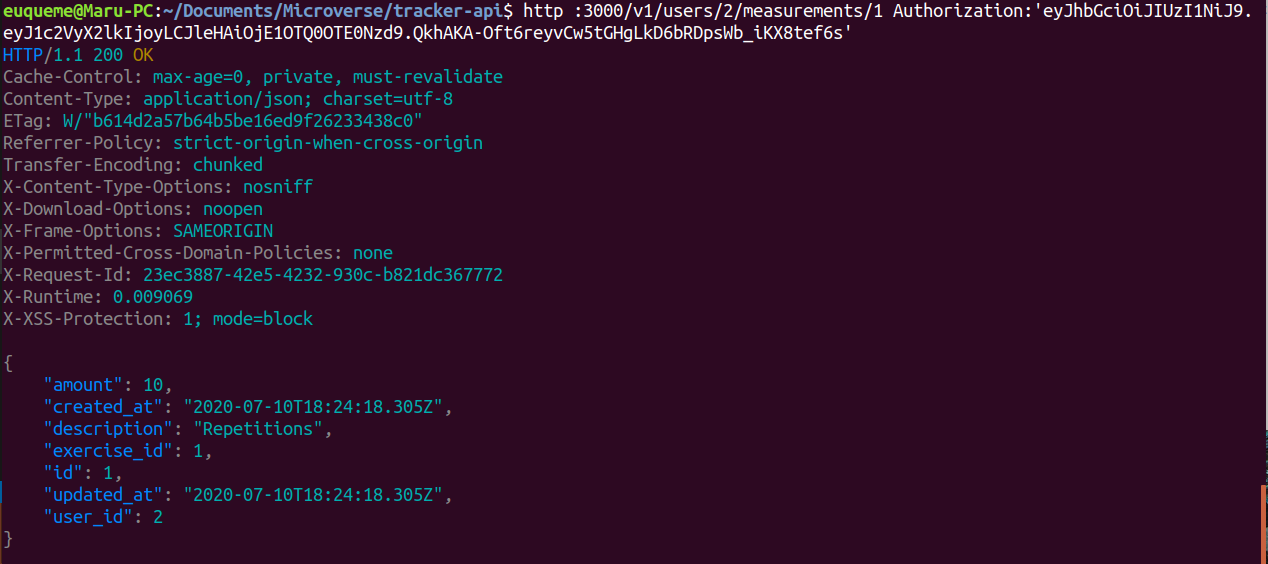 euqueme@Maru-PC:~/Documents/Microverse/tracker-api$ http :3000/v1/users/2/measurements/1 Authorization:'eyJhbGciOiJIUzI1NiJ9.
eyJ1c2VyX2lkIjoyLCJleHAiOjE1OTQ0OTE0Nzd9.QkhAKA-Oft6reyvCw5tGHgLkD6bRDpsWb_iKX8tef6s'
HTTP/1.1 200 OK
Cache-Control: max-age=0, private, must-revalidate
Content-Type: application/json; charset=utf-8
ETag: W/"b614d2a57b64b5be16ed9f26233438c0"
Referrer-Policy: strict-origin-when-cross-origin
Transfer-Encoding: chunked
X-Content-Type-Options: nosniff
X-Download-Options: noopen
X-Frame-Options: SAMEORIGIN
X-Permitted-Cross-Domain-Policies: none
X-Request-Id: 23ec3887-42e5-4232-930c-b821dc367772
X-Runtime: 0.009069
X-XSS-Protection: 1; mode=block
{
    "amount": 10,
    "created_at": "2020-07-10T18:24:18.305Z",
    "description": "Repetitions",
    "exercise_id": 1,
    "id": 1,
    "updated_at": "2020-07-10T18:24:18.305Z",
    "user_id": 2
}